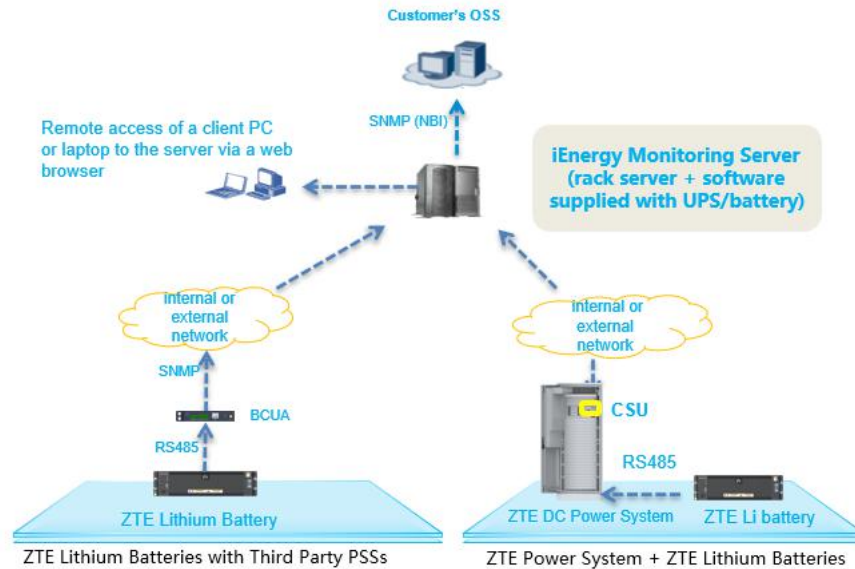 Customer's OSS
SNMP (NBI)
Remote access of a client PC
or laptop to the server via a web
browser
iEnergy Monitoring Server
(rack server + software
supplied with UPS/battery)
internal or
external
network
internal or
external
network
SNMP
BCUA
CSU
RS485
RS485
ZTE Lithium Battery
ZTE DC Power System
ZTE Li battery
ZTE Lithium Batteries with Third Party PSSs
ZTE Power System + ZTE Lithium Batteries